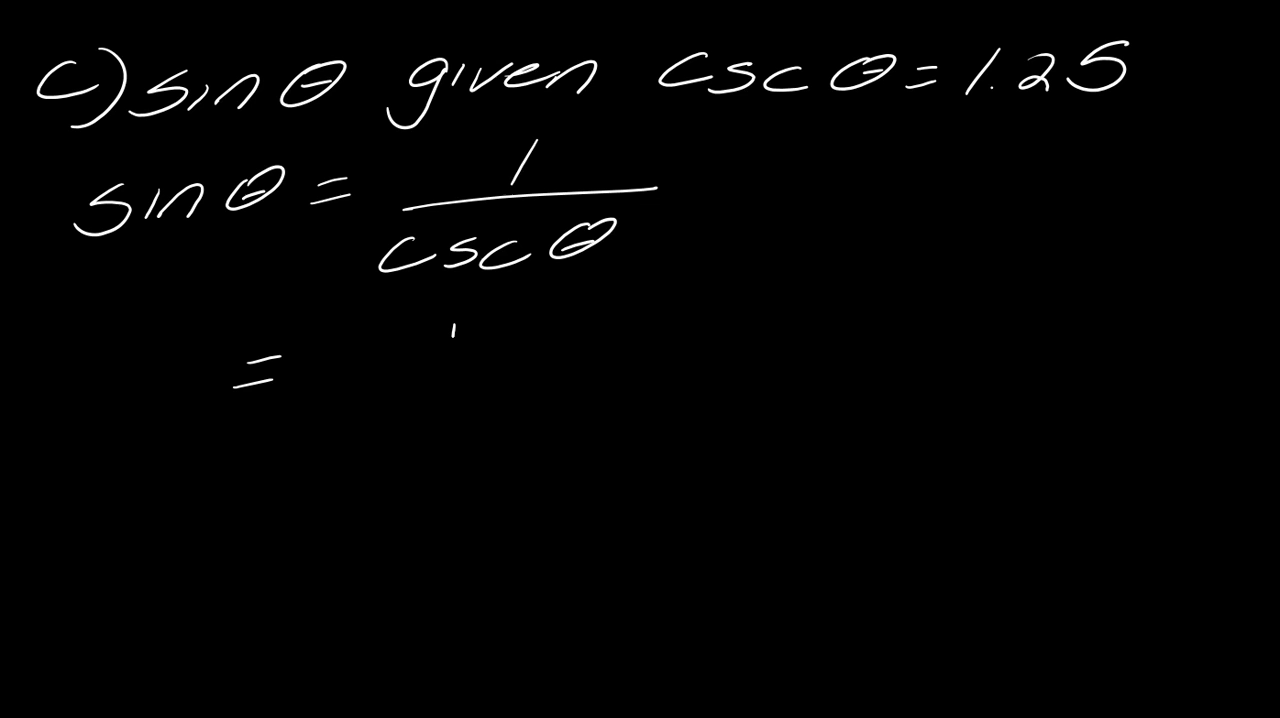 c) sin θ given csc θ = 1.25
sin θ = 1 / csc θ
=